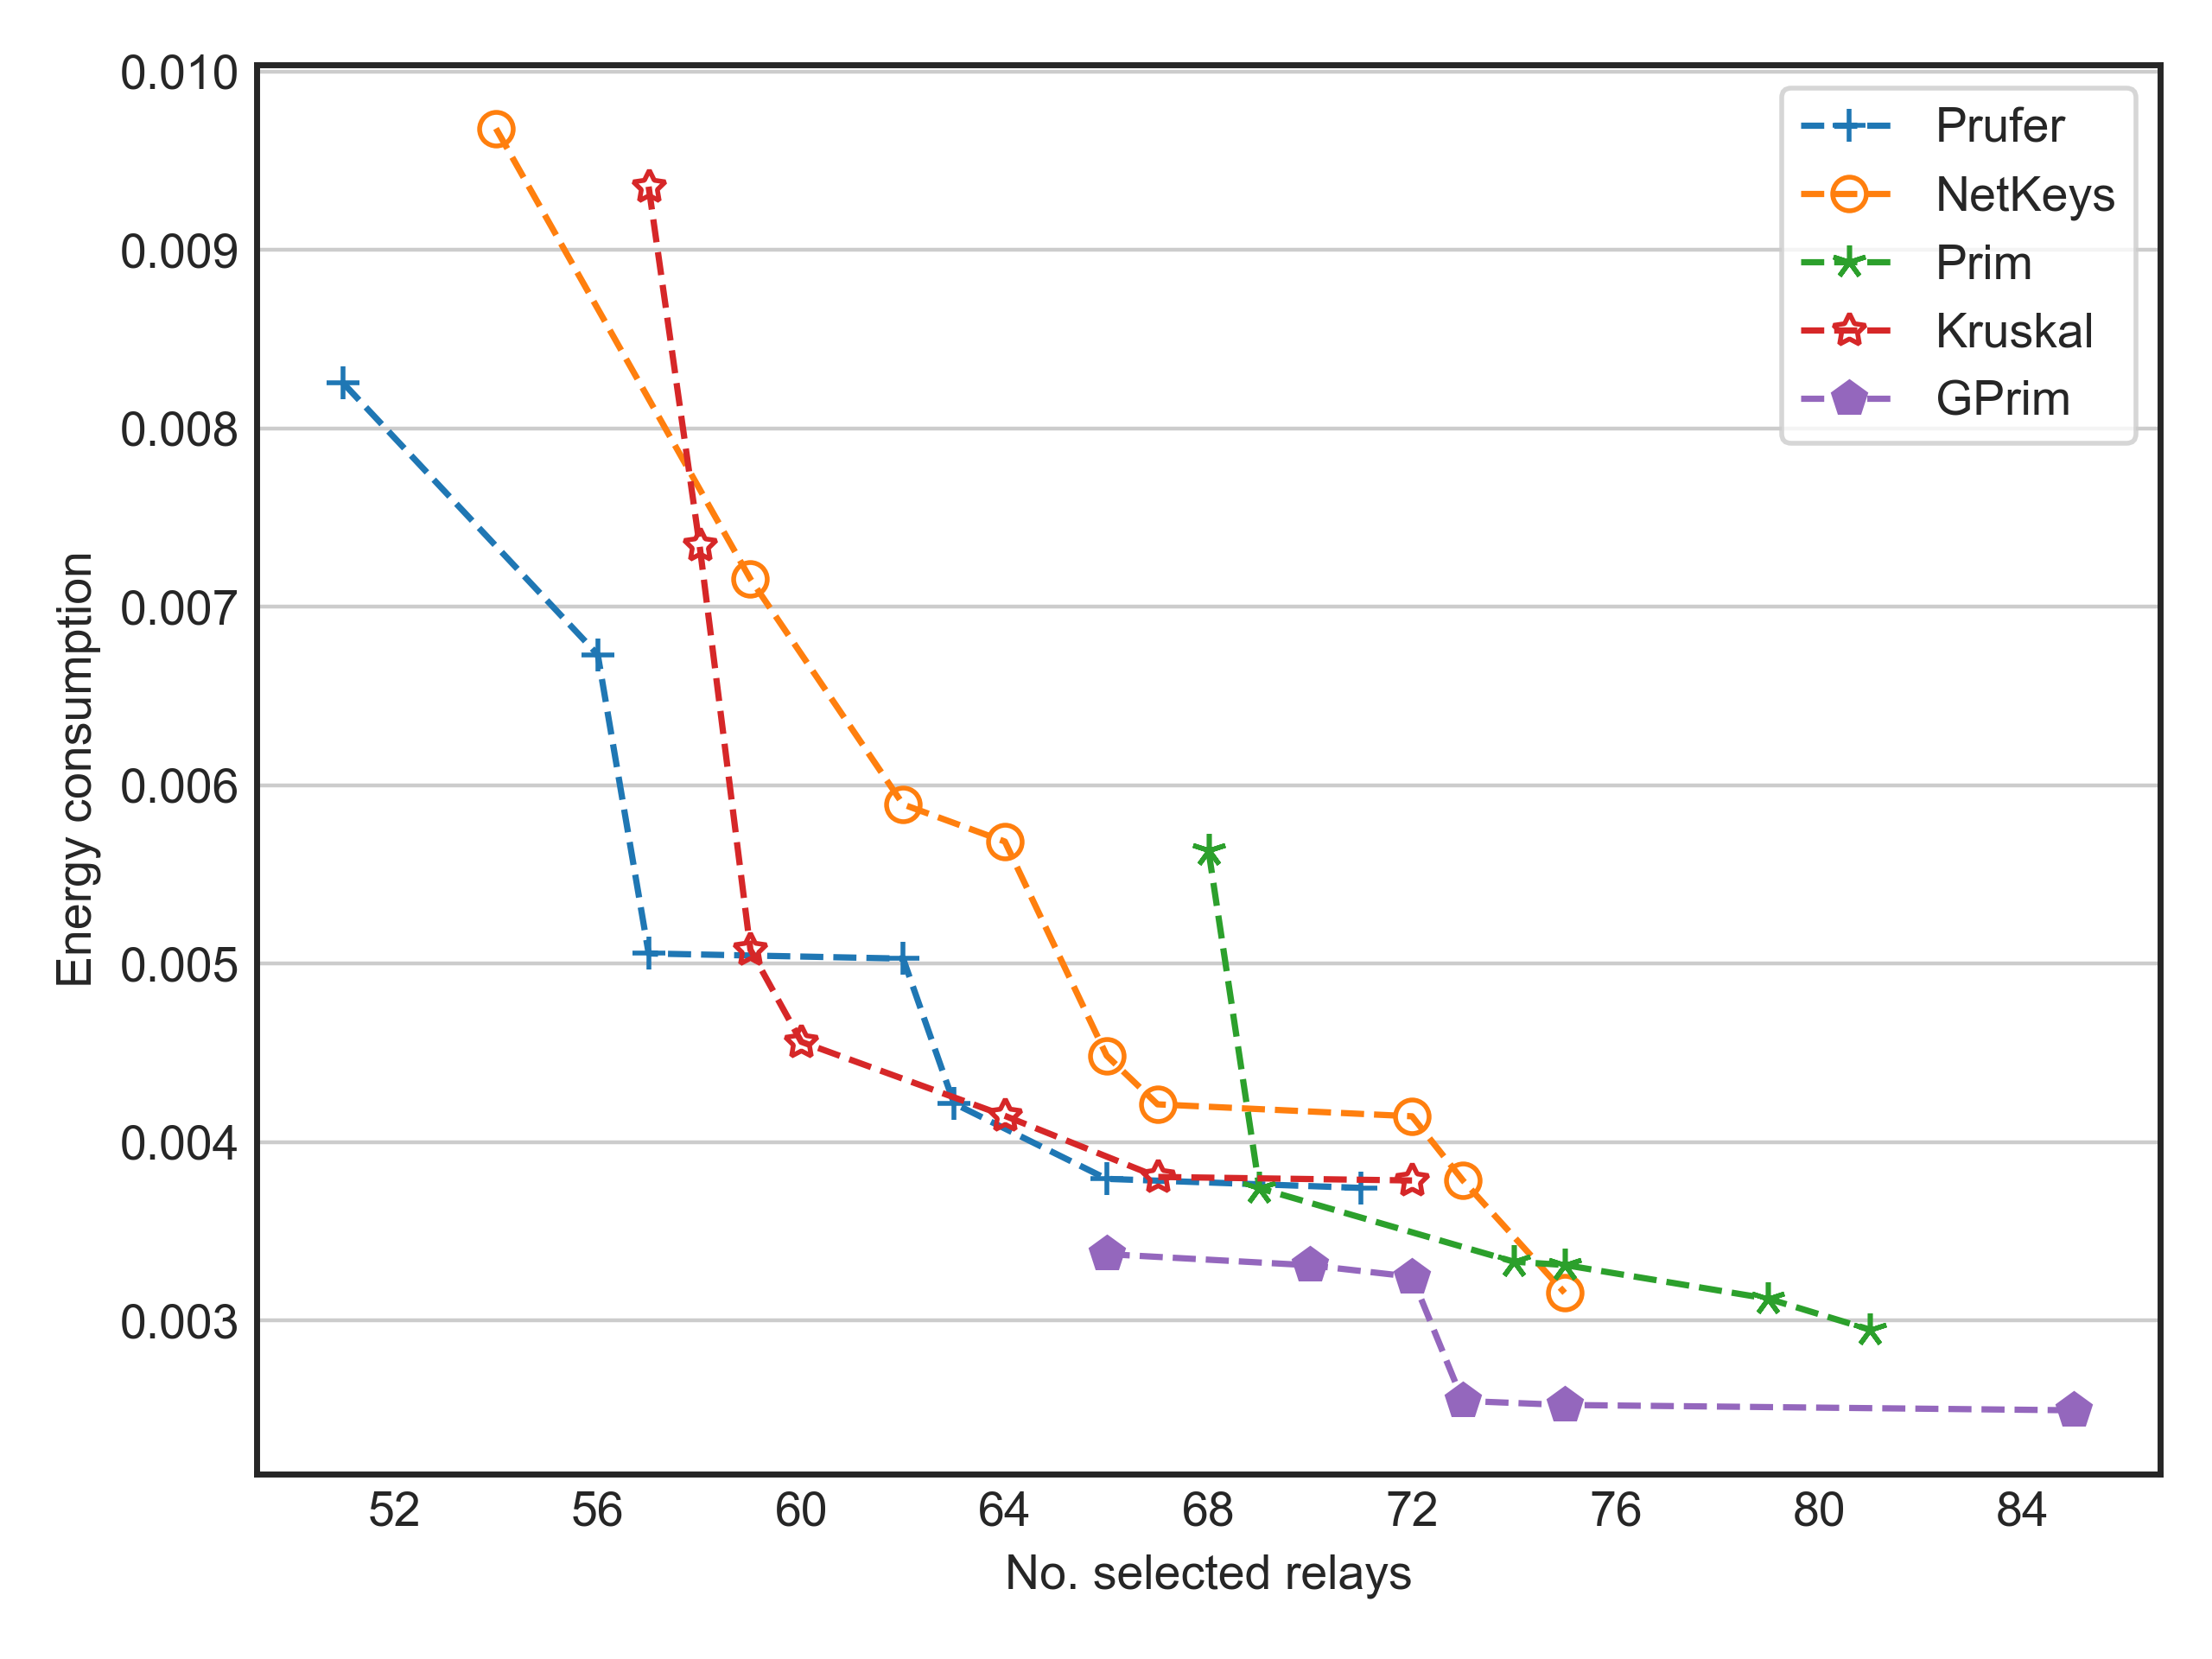 0.010
0.009
0.008
0.007
0.006
0.005
0.004
0.003
Energy consumption
Prufer
NetKeys
Prim
Kruskal
GPrim
52 56 60 64 68 72 76 80 84
No. selected relays